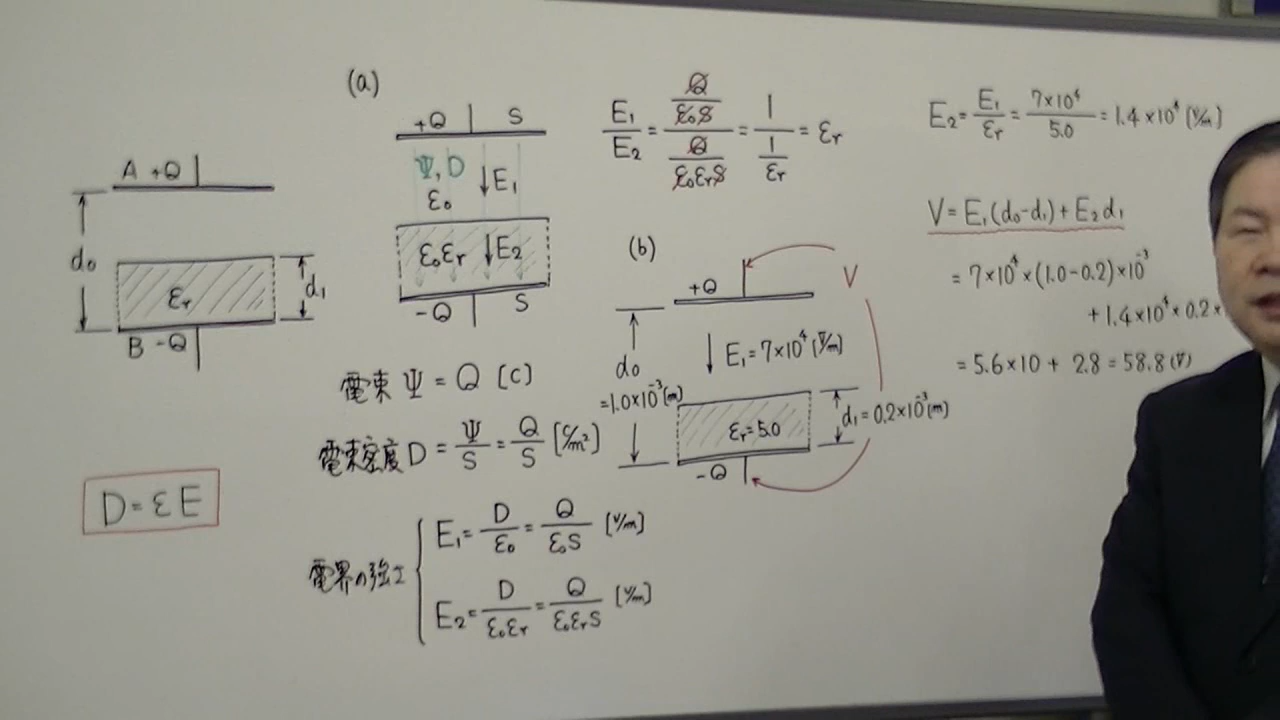 A +Q
d₀
εᵣ
d₁
B -Q
D=εE
(a)
+Q S
Ψ, D
ε₀
E₁
ε₀εᵣ
E₂
-Q S
電束 Ψ = Q [C]
電束密度 D = Ψ/S = Q/S [C/m²]
電界の強さ
E₁ = D/ε₀ = Q/ε₀S [V/m]
E₂ = D/ε₀εᵣ = Q/ε₀εᵣS [V/m]
E₁/E₂ = (Q/ε₀S)/(Q/ε₀εᵣS) = 1/(1/εᵣ) = εᵣ
(b)
+Q
V
d₀
=1.0×10⁻³(m)
E₁=7×10⁴(V/m)
εᵣ=5.0
d₁=0.2×10⁻³(m)
-Q
E₂= E₁/εᵣ = 7×10⁴/5.0 = 1.4×10⁴ (V/m)
V=E₁(d₀-d₁)+E₂d₁
= 7×10⁴×(1.0-0.2)×10⁻³
+1.4×10⁴×0.2×
= 5.6×10 + 2.8 = 58.8(V)